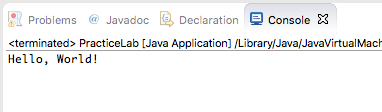 Problems @ Javadoc Declaration Console
<terminated> PracticeLab [Java Application] /Library/Java/JavaVirtualMach
Hello, World!